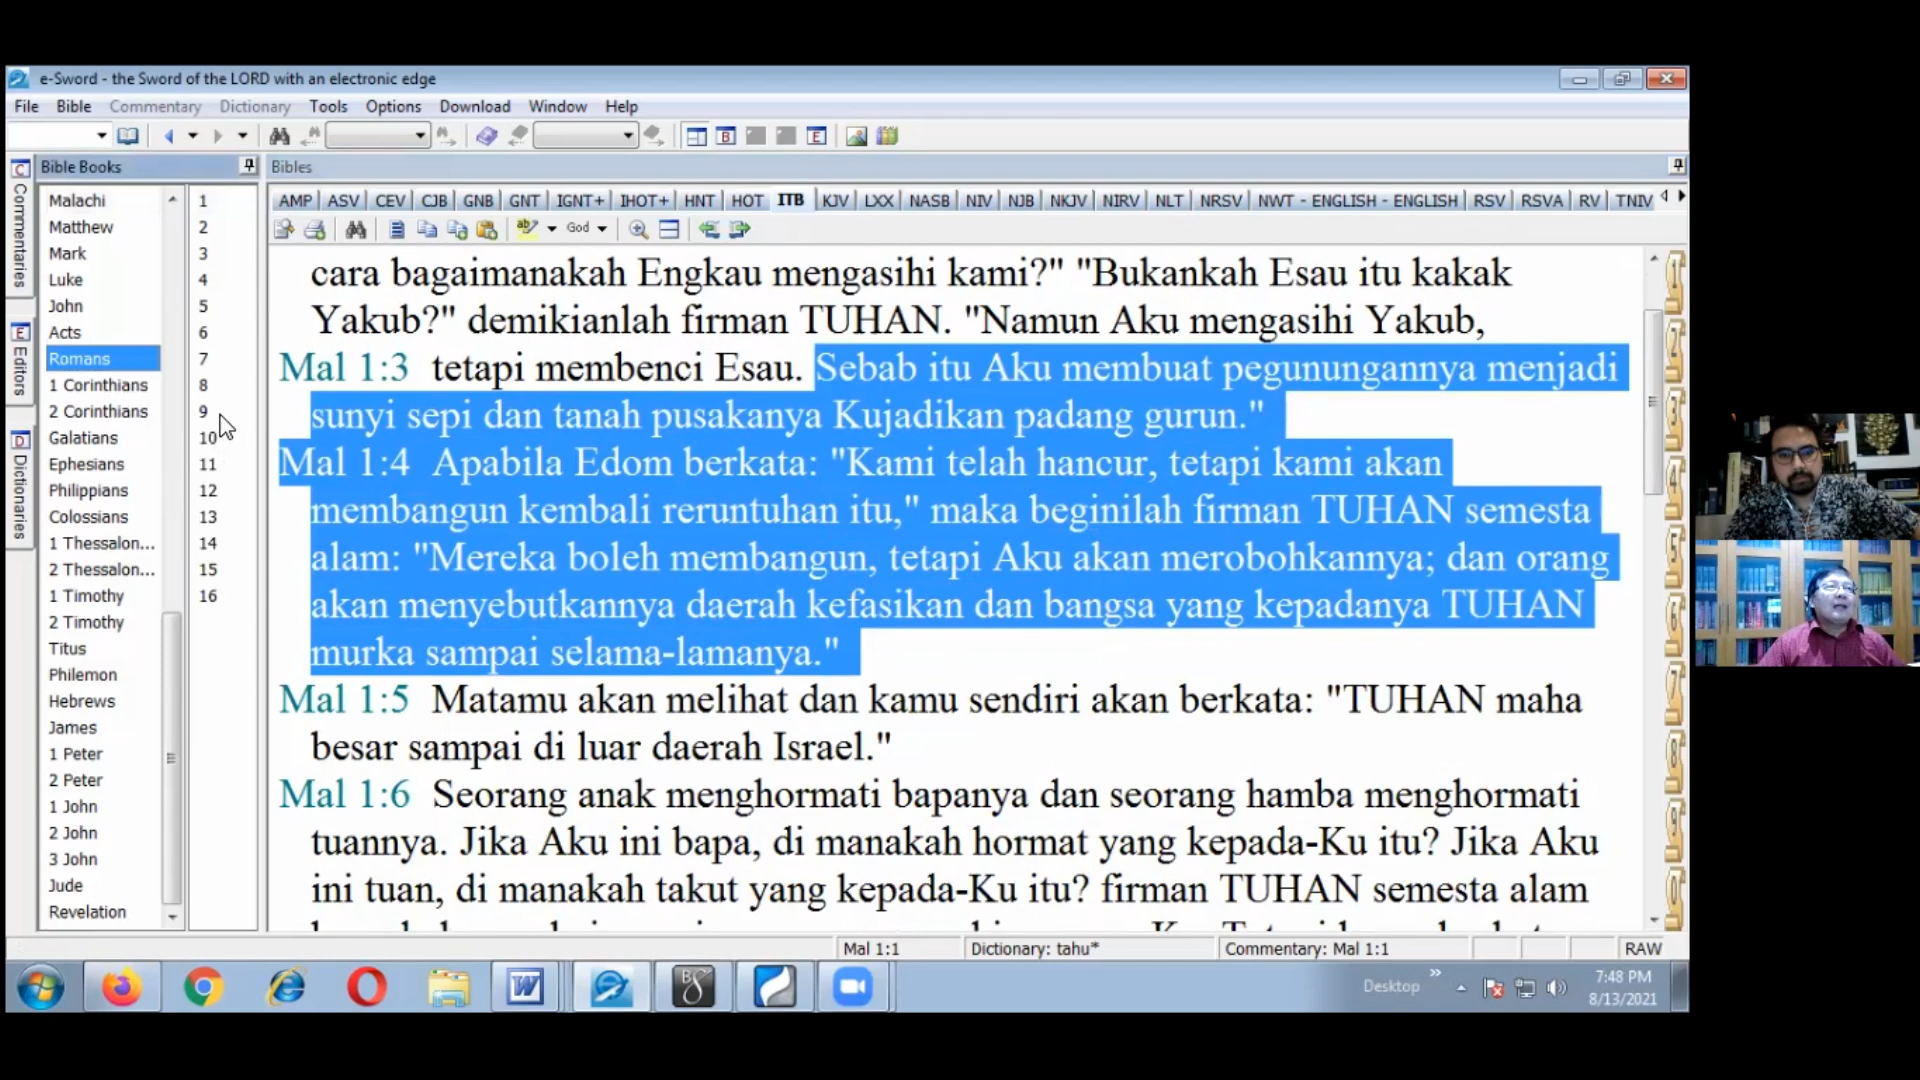 e-Sword - the Sword of the LORD with an electronic edge
File Bible Commentary Dictionary Tools Options Download Window Help
Bible Books
Bibles
Commentaries
Editors
Dictionaries
Malachi
Matthew
Mark
Luke
John
Acts
Romans
1 Corinthians
2 Corinthians
Galatians
Ephesians
Philippians
Colossians
1 Thessalon...
2 Thessalon...
1 Timothy
2 Timothy
Titus
Philemon
Hebrews
James
1 Peter
2 Peter
1 John
2 John
3 John
Jude
Revelation
1
2
3
4
5
6
7
8
9
10
11
12
13
14
15
16
AMP ASV CEV CJB GNB GNT IGNT+ IHOT+ HNT HOT ITB KJV LXX NASB NIV NJB NKJV NIRV NLT NRSV NWT - ENGLISH - ENGLISH RSV RSVA RV TNIV
God
cara bagaimanakah Engkau mengasihi kami?" "Bukankah Esau itu kakak
Yakub?" demikianlah firman TUHAN. "Namun Aku mengasihi Yakub,
Mal 1:3 tetapi membenci Esau. Sebab itu Aku membuat pegunungannya menjadi
sunyi sepi dan tanah pusakanya Kujadikan padang gurun."
Mal 1:4 Apabila Edom berkata: "Kami telah hancur, tetapi kami akan
membangun kembali reruntuhan itu," maka beginilah firman TUHAN semesta
alam: "Mereka boleh membangun, tetapi Aku akan merobohkannya; dan orang
akan menyebutkannya daerah kefasikan dan bangsa yang kepadanya TUHAN
murka sampai selama-lamanya."
Mal 1:5 Matamu akan melihat dan kamu sendiri akan berkata: "TUHAN maha
besar sampai di luar daerah Israel."
Mal 1:6 Seorang anak menghormati bapanya dan seorang hamba menghormati
tuannya. Jika Aku ini bapa, di manakah hormat yang kepada-Ku itu? Jika Aku
ini tuan, di manakah takut yang kepada-Ku itu? firman TUHAN semesta alam
1
2
3
4
5
6
7
8
9
0
Mal 1:1 Dictionary: tahu* Commentary: Mal 1:1 RAW
Desktop
7:48 PM
8/13/2021